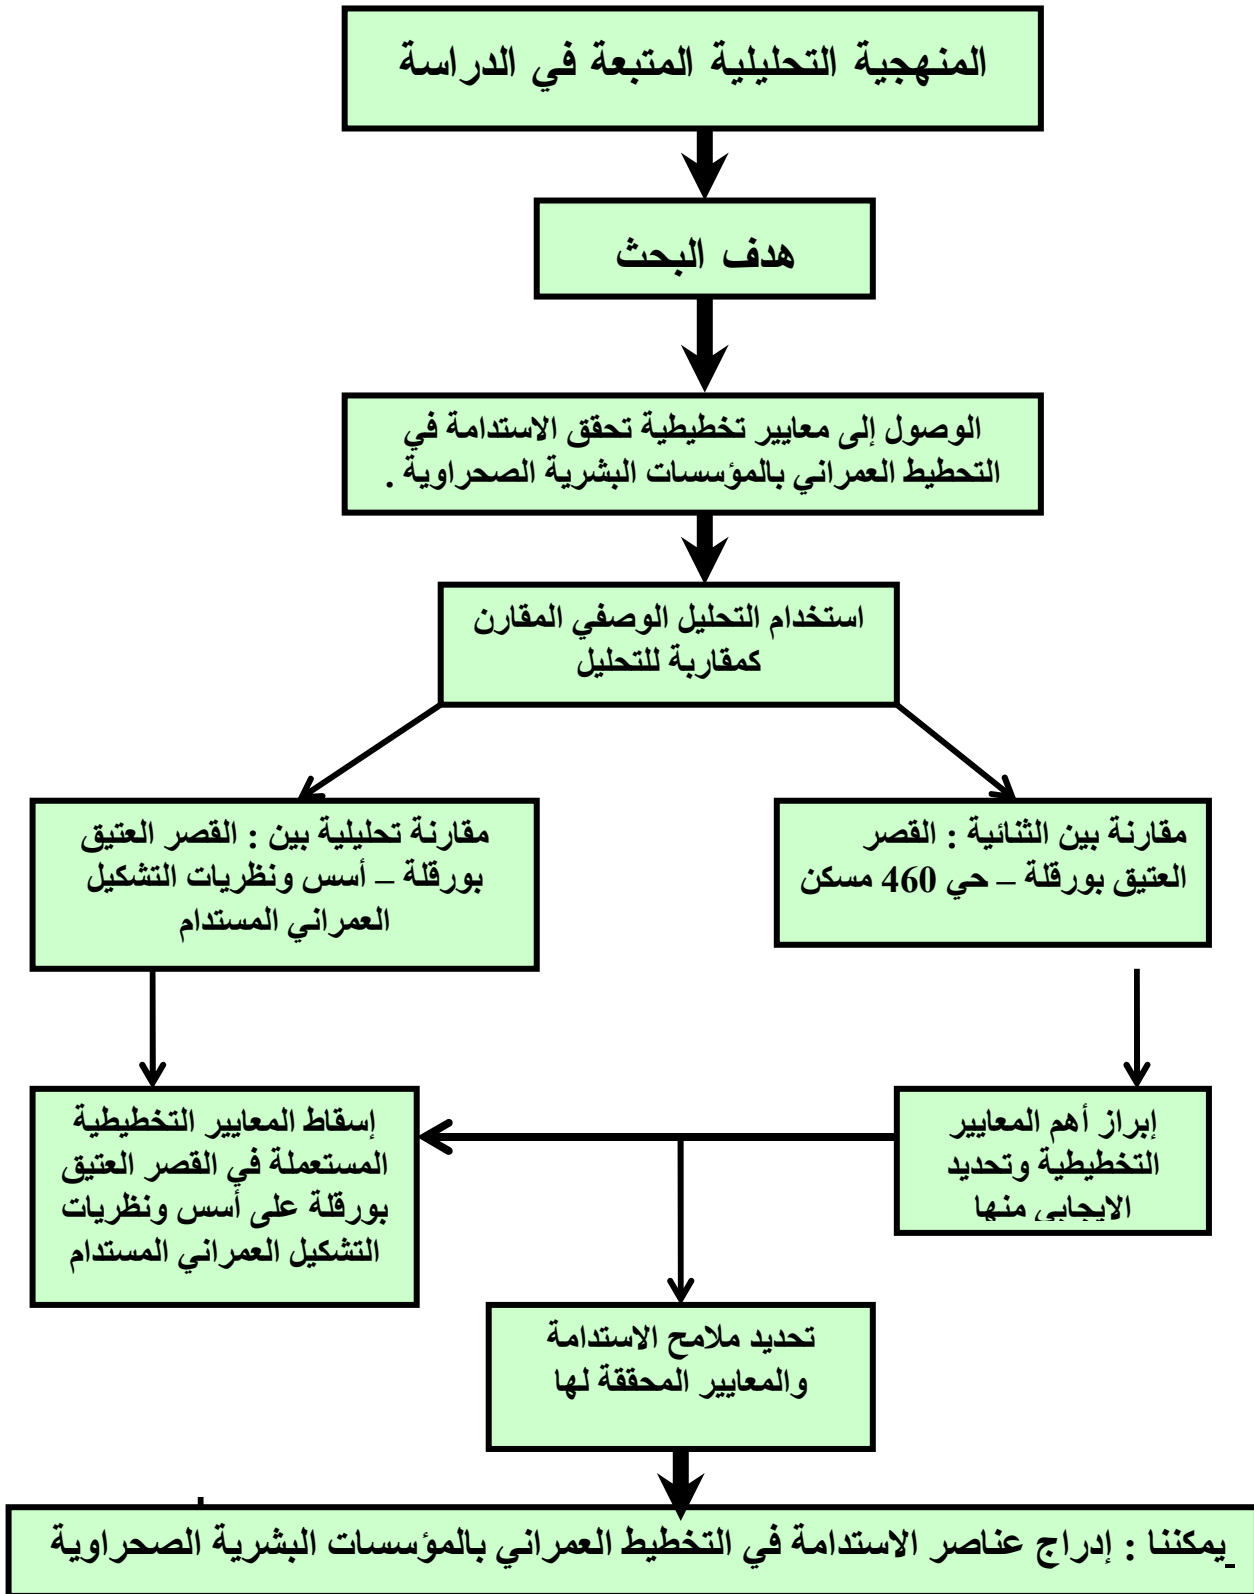 المنهجية التحليلية المتبعة في الدراسة
هدف البحث
الوصول إلى معايير تخطيطية تحقق الاستدامة في
التحطيط العمراني بالمؤسسات البشرية الصحراوية .
استخدام التحليل الوصفي المقارن
كمقاربة للتحليل
مقارنة بين الثنائية : القصر
العتيق بورقلة – حي 460 مسكن
مقارنة تحليلية بين : القصر العتيق
بورقلة – أسس ونظريات التشكيل
العمراني المستدام
إبراز أهم المعايير
التخطيطية وتحديد
الايجابي منها
إسقاط المعايير التخطيطية
المستعملة في القصر العتيق
بورقلة على أسس ونظريات
التشكيل العمراني المستدام
تحديد ملامح الاستدامة
والمعايير المحققة لها
يمكننا : إدراج عناصر الاستدامة في التخطيط العمراني بالمؤسسات البشرية الصحراوية